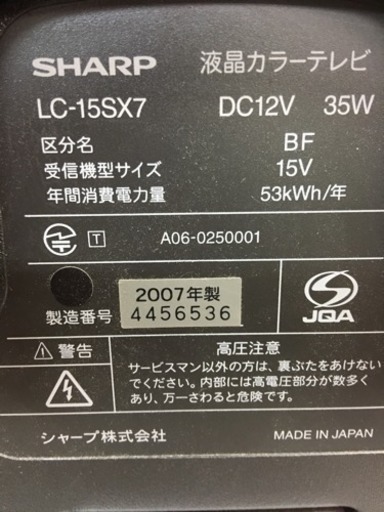 SHARP 液晶カラーテレビ
LC-15SX7 DC12V 35W
区分名 BF
受信機型サイズ 15V
年間消費電力量 53kWh/年
T A06-0250001
2007年製
製造番号 4456536
JQA
警告 高圧注意
サービスマン以外の方は、裏ぶたをあけない
でください。内部には高電圧部分が数多く
あり、万一さわると危険です。
シャープ株式会社 MADE IN JAPAN